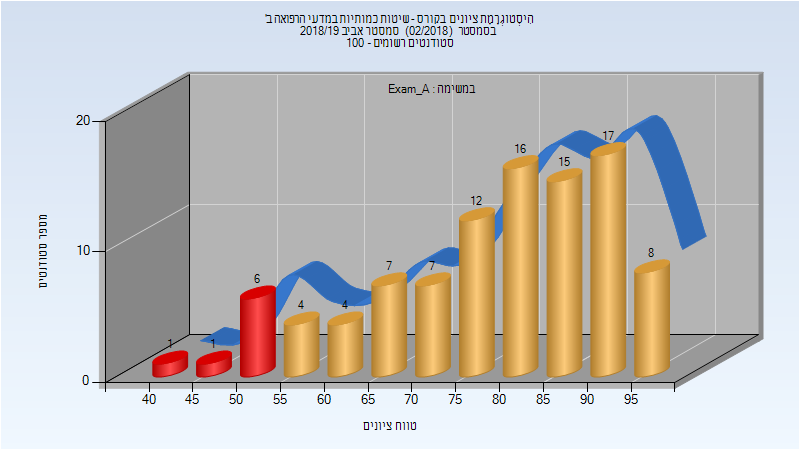 היסטוגרמת ציונים בקורס - שיטות כמותיות במדעי הרפואה ב'
בסמסטר (02/2018) סמסטר אביב 2018/19
סטודנטים רשומים - 100
במשימה : Exam_A
מספר סטודנטים
20
10
0
1
1
6
4
4
7
7
12
16
15
17
8
40 45 50 55 60 65 70 75 80 85 90 95
טווח ציונים